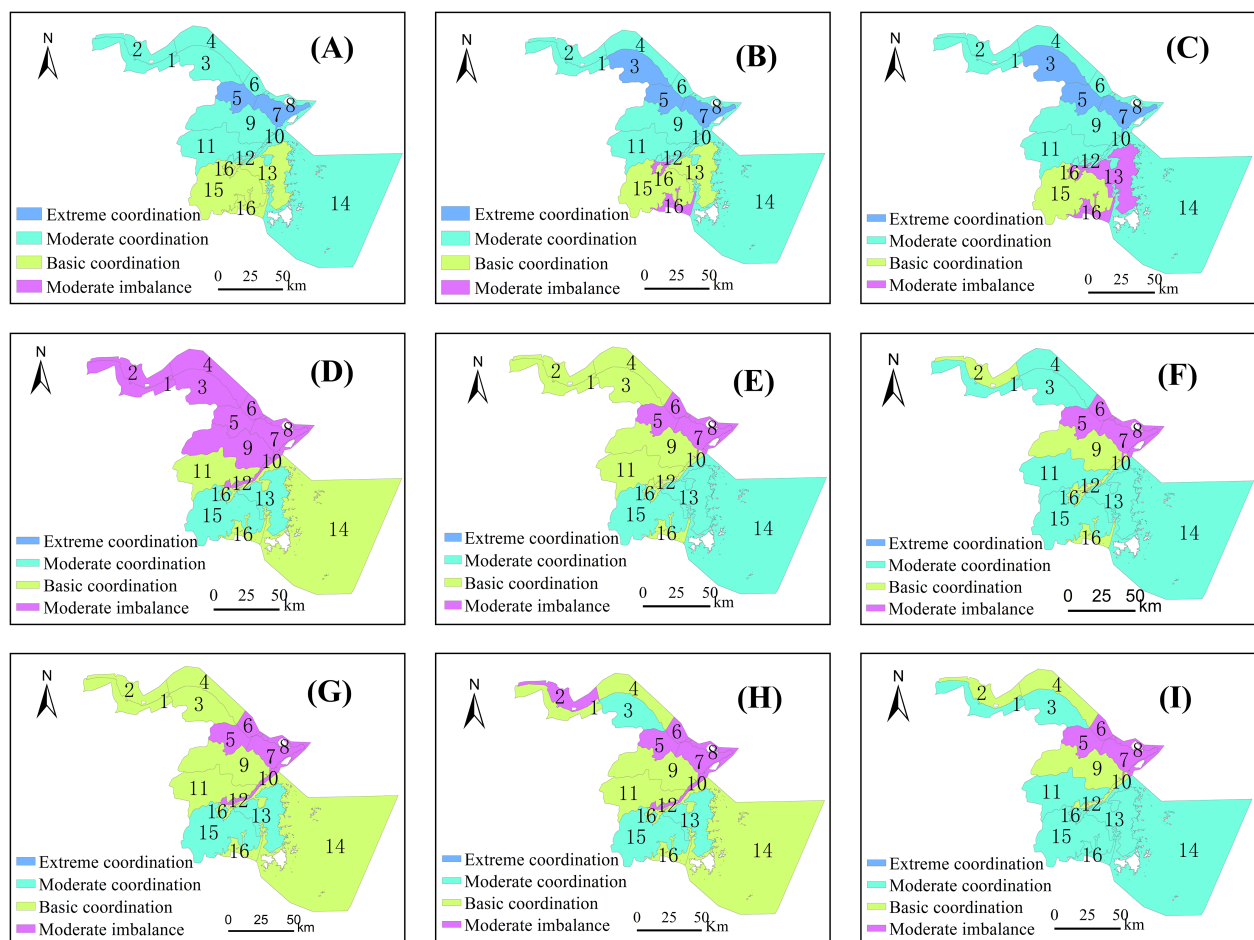 N
(A)
2
4
1
3
6
5
8
7
9
10
11
12
16
13
15
14
16
Extreme coordination
Moderate coordination
Basic coordination
Moderate imbalance
0 25 50
km
N
(B)
2
4
1
3
6
5
8
7
9
10
11
12
16
13
15
14
16
Extreme coordination
Moderate coordination
Basic coordination
Moderate imbalance
0 25 50
km
N
(C)
2
4
1
3
6
5
8
7
9
10
11
12
16
13
15
14
16
Extreme coordination
Moderate coordination
Basic coordination
Moderate imbalance
0 25 50
km
N
(D)
2
4
1
3
6
5
8
7
9
10
11
12
16
13
15
14
16
Extreme coordination
Moderate coordination
Basic coordination
Moderate imbalance
0 25 50
km
N
(E)
2
4
1
3
6
5
8
7
9
10
11
12
16
13
15
14
16
Extreme coordination
Moderate coordination
Basic coordination
Moderate imbalance
0 25 50
km
N
(F)
2
4
1
3
6
5
8
7
9
10
11
12
16
13
15
14
16
Extreme coordination
Moderate coordination
Basic coordination
Moderate imbalance
0 25 50
km
N
(G)
2
4
1
3
6
5
8
7
9
10
11
12
16
13
15
14
16
Extreme coordination
Moderate coordination
Basic coordination
Moderate imbalance
0 25 50
km
N
(H)
2
4
1
3
6
5
8
7
9
10
11
12
16
13
15
14
16
Extreme coordination
Moderate coordination
Basic coordination
Moderate imbalance
0 25 50
km
N
(I)
2
4
1
3
6
5
8
7
9
10
11
12
16
13
15
14
16
Extreme coordination
Moderate coordination
Basic coordination
Moderate imbalance
0 25 50
km